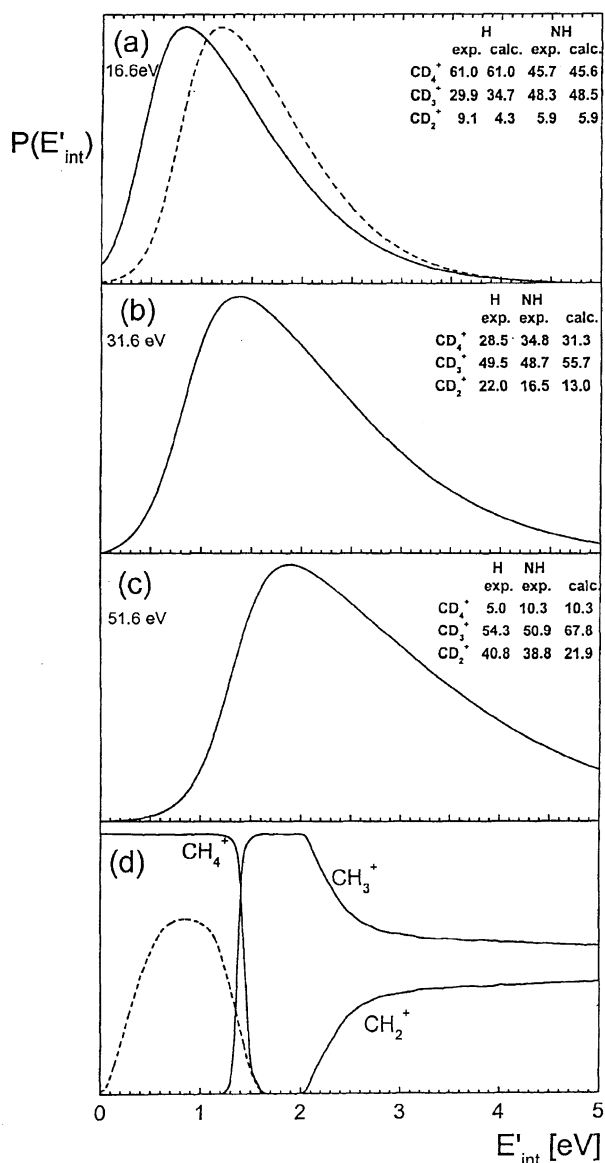 (a)
16.6eV
P(E'int)
H NH
exp. calc. exp. calc.
CD4+ 61.0 61.0 45.7 45.6
CD3+ 29.9 34.7 48.3 48.5
CD2+ 9.1 4.3 5.9 5.9
(b)
31.6 eV
H NH
exp. exp. calc.
CD4+ 28.5 34.8 31.3
CD3+ 49.5 48.7 55.7
CD2+ 22.0 16.5 13.0
(c)
51.6 eV
H NH
exp. exp. calc.
CD4+ 5.0 10.3 10.3
CD3+ 54.3 50.9 67.8
CD2+ 40.8 38.8 21.9
(d)
CH4+
CH3+
CH2+
0 1 2 3 4 5
E'int [eV]